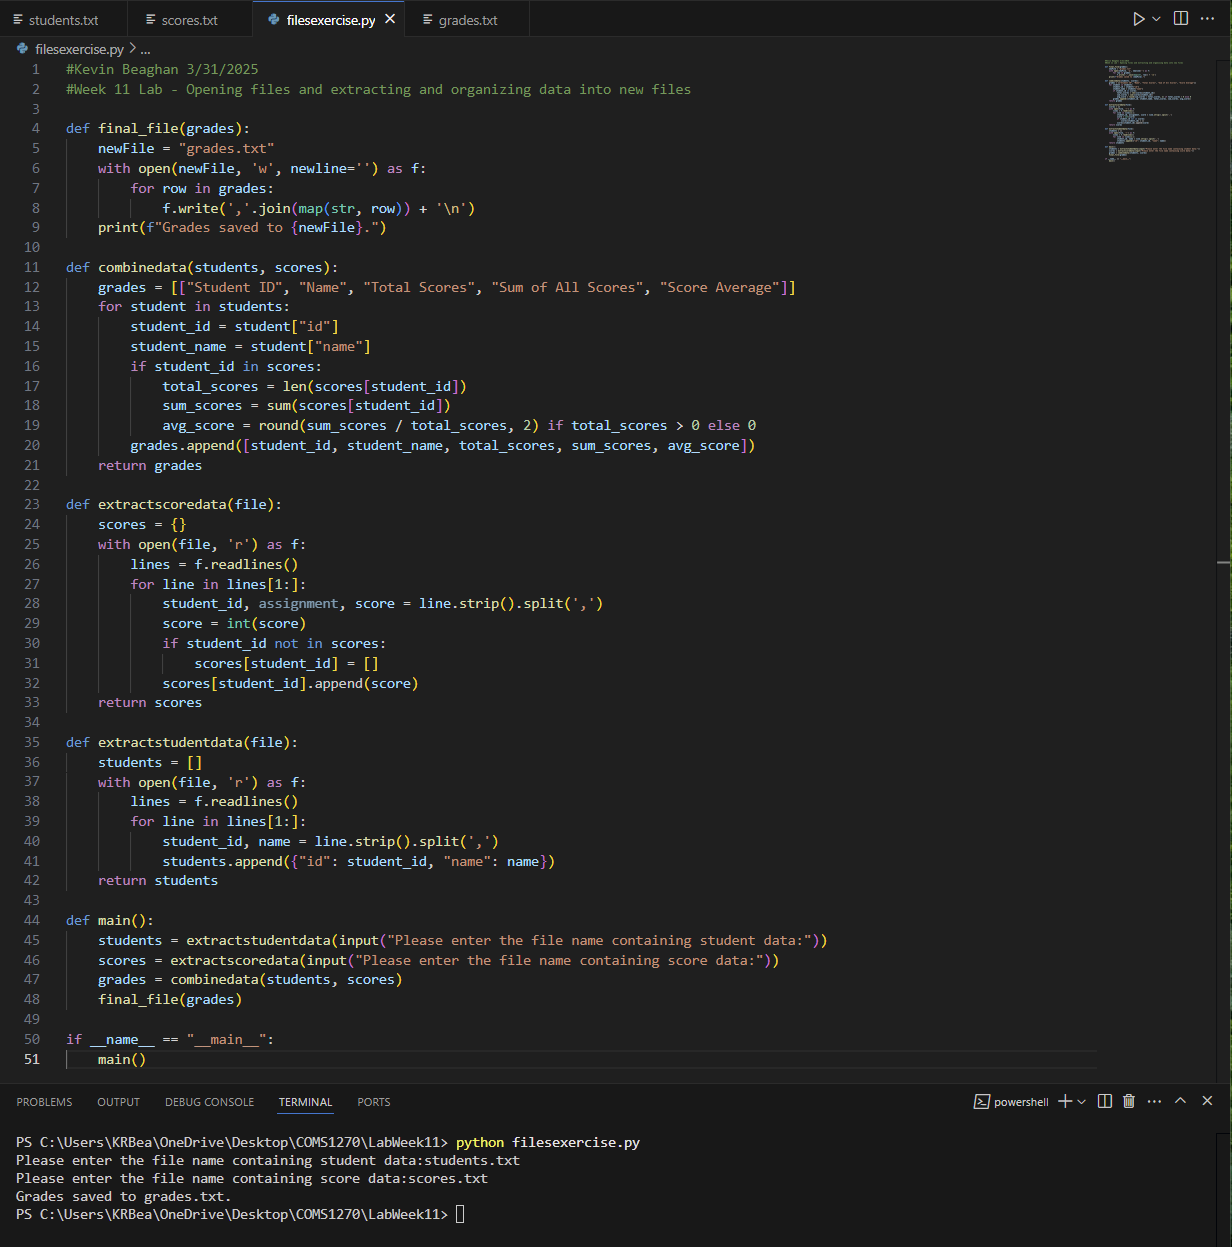 students.txt scores.txt filesexercise.py grades.txt
filesexercise.py > ...
1 #Kevin Beaghan 3/31/2025
2 #Week 11 Lab - Opening files and extracting and organizing data into new files
3
4 def final_file(grades):
5     newFile = "grades.txt"
6     with open(newFile, 'w', newline='') as f:
7         for row in grades:
8             f.write(','.join(map(str, row)) + '\n')
9     print(f"Grades saved to {newFile}.")
10
11 def combinedata(students, scores):
12     grades = [["Student ID", "Name", "Total Scores", "Sum of All Scores", "Score Average"]]
13     for student in students:
14         student_id = student["id"]
15         student_name = student["name"]
16         if student_id in scores:
17             total_scores = len(scores[student_id])
18             sum_scores = sum(scores[student_id])
19             avg_score = round(sum_scores / total_scores, 2) if total_scores > 0 else 0
20         grades.append([student_id, student_name, total_scores, sum_scores, avg_score])
21     return grades
22
23 def extractscoredata(file):
24     scores = {}
25     with open(file, 'r') as f:
26         lines = f.readlines()
27         for line in lines[1:]:
28             student_id, assignment, score = line.strip().split(',')
29             score = int(score)
30             if student_id not in scores:
31                 scores[student_id] = []
32             scores[student_id].append(score)
33     return scores
34
35 def extractstudentdata(file):
36     students = []
37     with open(file, 'r') as f:
38         lines = f.readlines()
39         for line in lines[1:]:
40             student_id, name = line.strip().split(',')
41             students.append({"id": student_id, "name": name})
42     return students
43
44 def main():
45     students = extractstudentdata(input("Please enter the file name containing student data:"))
46     scores = extractscoredata(input("Please enter the file name containing score data:"))
47     grades = combinedata(students, scores)
48     final_file(grades)
49
50 if __name__ == "__main__":
51     main()
PROBLEMS OUTPUT DEBUG CONSOLE TERMINAL PORTS powershell
PS C:\Users\KRBea\OneDrive\Desktop\COMS1270\LabWeek11> python filesexercise.py
Please enter the file name containing student data:students.txt
Please enter the file name containing score data:scores.txt
Grades saved to grades.txt.
PS C:\Users\KRBea\OneDrive\Desktop\COMS1270\LabWeek11>